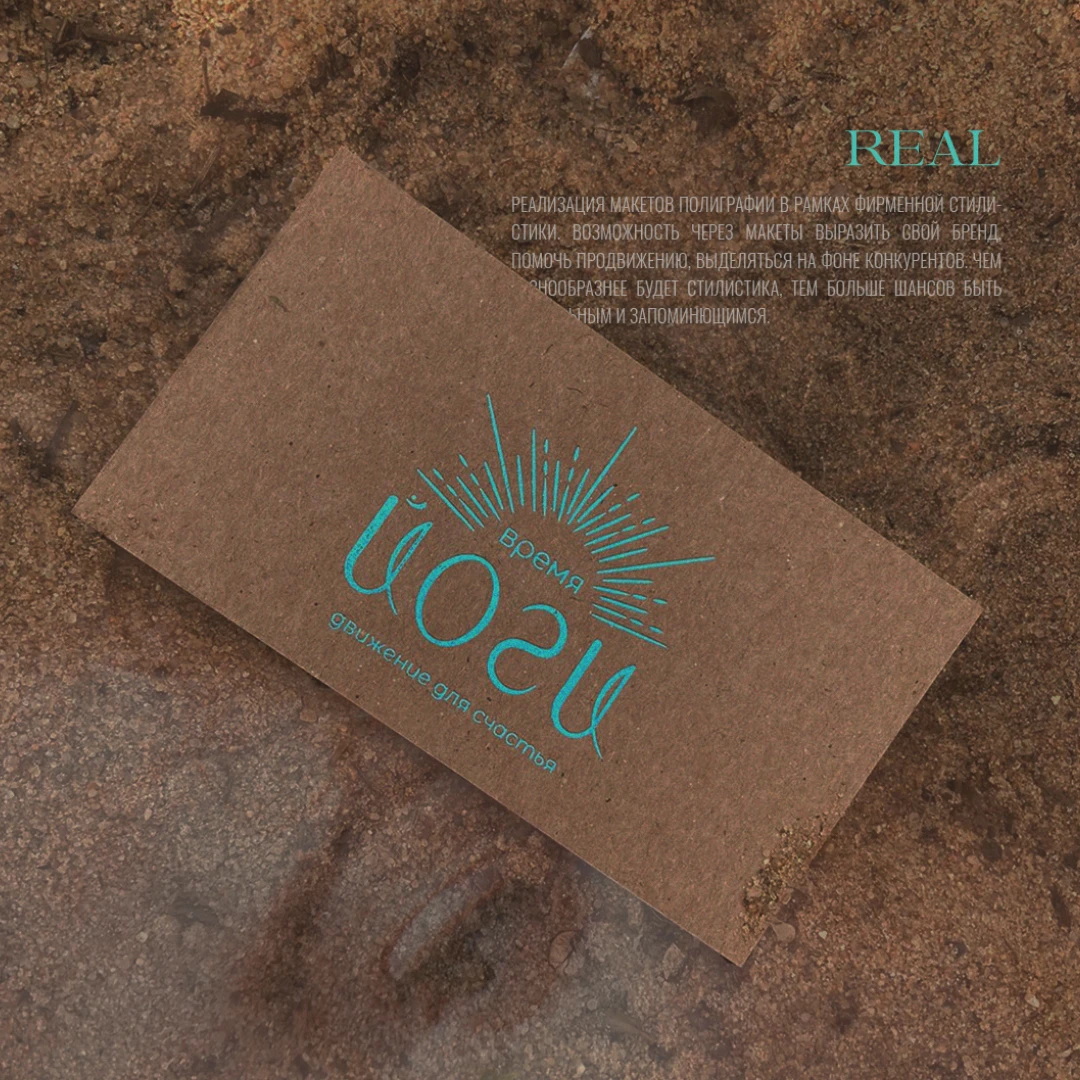 REAL
РЕАЛИЗАЦИЯ МАКЕТОВ ПОЛИГРАФИИ В РАМКАХ ФИРМЕННОЙ СТИЛИ-
СТИКИ. ВОЗМОЖНОСТЬ ЧЕРЕЗ МАКЕТЫ ВЫРАЗИТЬ СВОЙ БРЕНД,
ПОМОЧЬ ПРОДВИЖЕНИЮ, ВЫДЕЛЯТЬСЯ НА ФОНЕ КОНКУРЕНТОВ. ЧЕМ
БУДЕТ СТИЛИСТИКА, ТЕМ БОЛЬШЕ ШАНСОВ БЫТЬ
И ЗАПОМИНЮЩИМСЯ.
время
йоги
движение для счастья